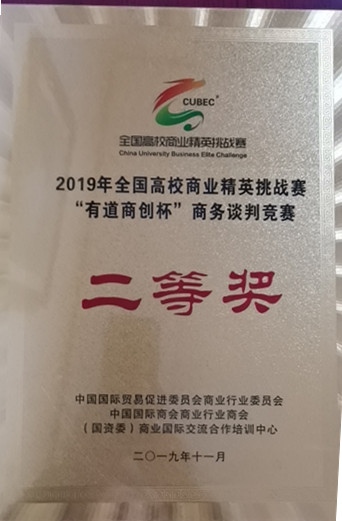 CUBEC®
全国高校商业精英挑战赛
China University Business Elite Challenge
2019年全国高校商业精英挑战赛
“有道商创杯”商务谈判竞赛
二等奖
中国国际贸易促进委员会商业行业委员会
中国国际商会商业行业商会
（国资委）商业国际交流合作培训中心
二〇一九年十一月